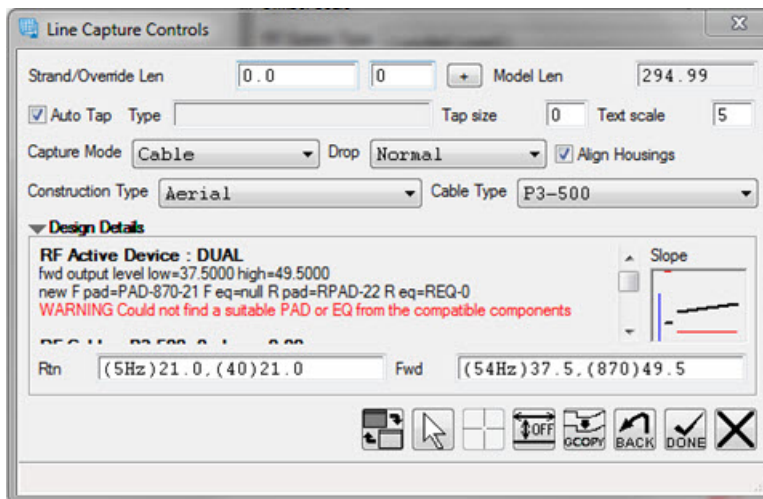 Line Capture Controls
Strand/Override Len 0.0 0 + Model Len 294.99
Auto Tap Type Tap size 0 Text scale 5
Capture Mode Cable Drop Normal Align Housings
Construction Type Aerial Cable Type P3-500
Design Details
RF Active Device : DUAL Slope
fwd output level low=37.5000 high=49.5000
new F pad=PAD-870-21 F eq=null R pad=RPAD-22 R eq=REQ-0
WARNING Could not find a suitable PAD or EQ from the compatible components
Rtn (5Hz)21.0,(40)21.0 Fwd (54Hz)37.5,(870)49.5
OFF GCOPY BACK DONE